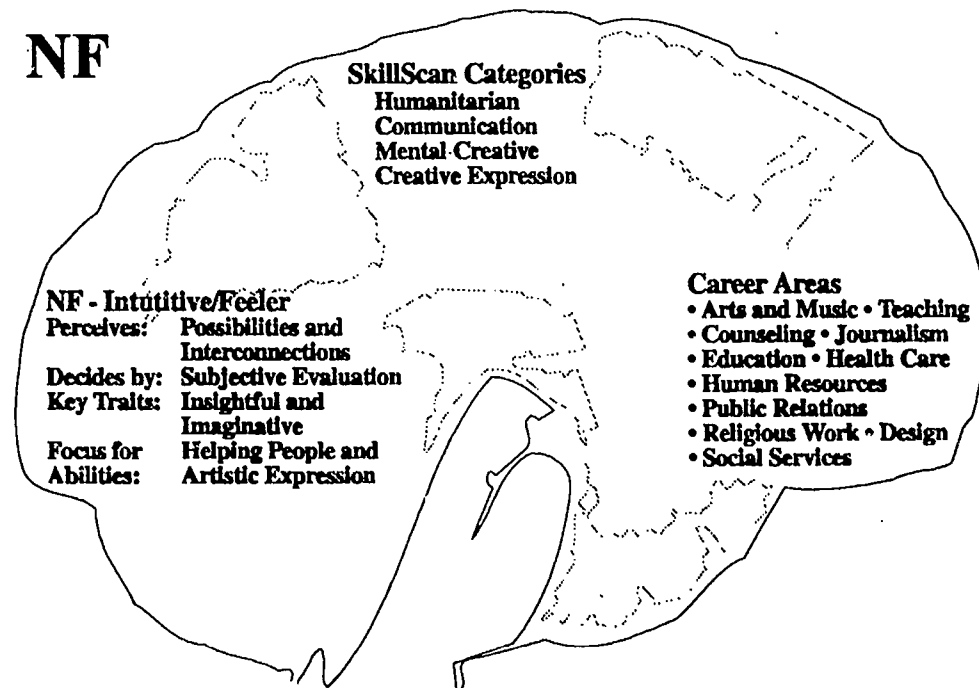 NF
SkillScan Categories
Humanitarian
Communication
Mental-Creative
Creative Expression
NF - Intutitive/Feeler
Perceives: Possibilities and
Interconnections
Decides by: Subjective Evaluation
Key Traits: Insightful and
Imaginative
Focus for Helping People and
Abilities: Artistic Expression
Career Areas
• Arts and Music • Teaching
• Counseling • Journalism
• Education • Health Care
• Human Resources
• Public Relations
• Religious Work • Design
• Social Services